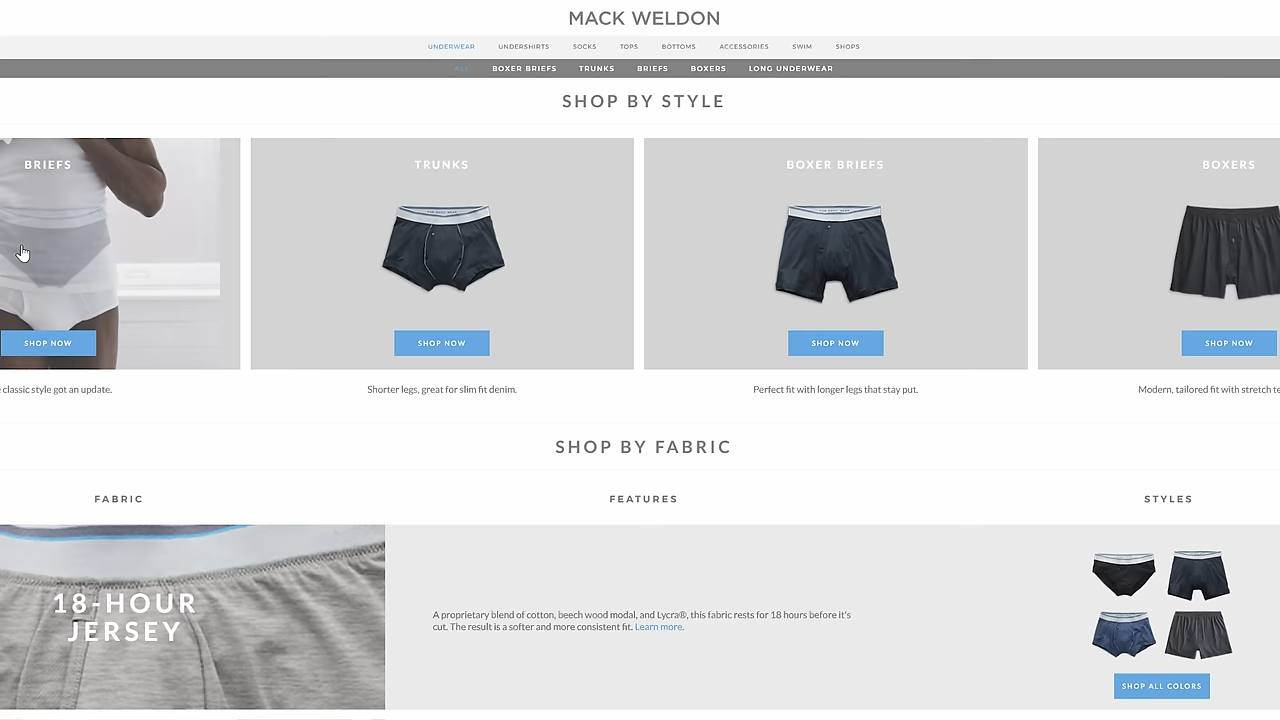 MACK WELDON
UNDERWEAR UNDERSHIRTS SOCKS TOPS BOTTOMS ACCESSORIES SWIM SHOPS
ALL BOXER BRIEFS TRUNKS BRIEFS BOXERS LONG UNDERWEAR
SHOP BY STYLE
BRIEFS
SHOP NOW
classic style got an update.
TRUNKS
SHOP NOW
Shorter legs, great for slim fit denim.
BOXER BRIEFS
SHOP NOW
Perfect fit with longer legs that stay put.
BOXERS
SHOP NOW
Modern, tailored fit with stretch te
SHOP BY FABRIC
FABRIC FEATURES STYLES
18-HOUR
JERSEY
A proprietary blend of cotton, beech wood modal, and Lycra®, this fabric rests for 18 hours before it's
cut. The result is a softer and more consistent fit. Learn more.
SHOP ALL COLORS